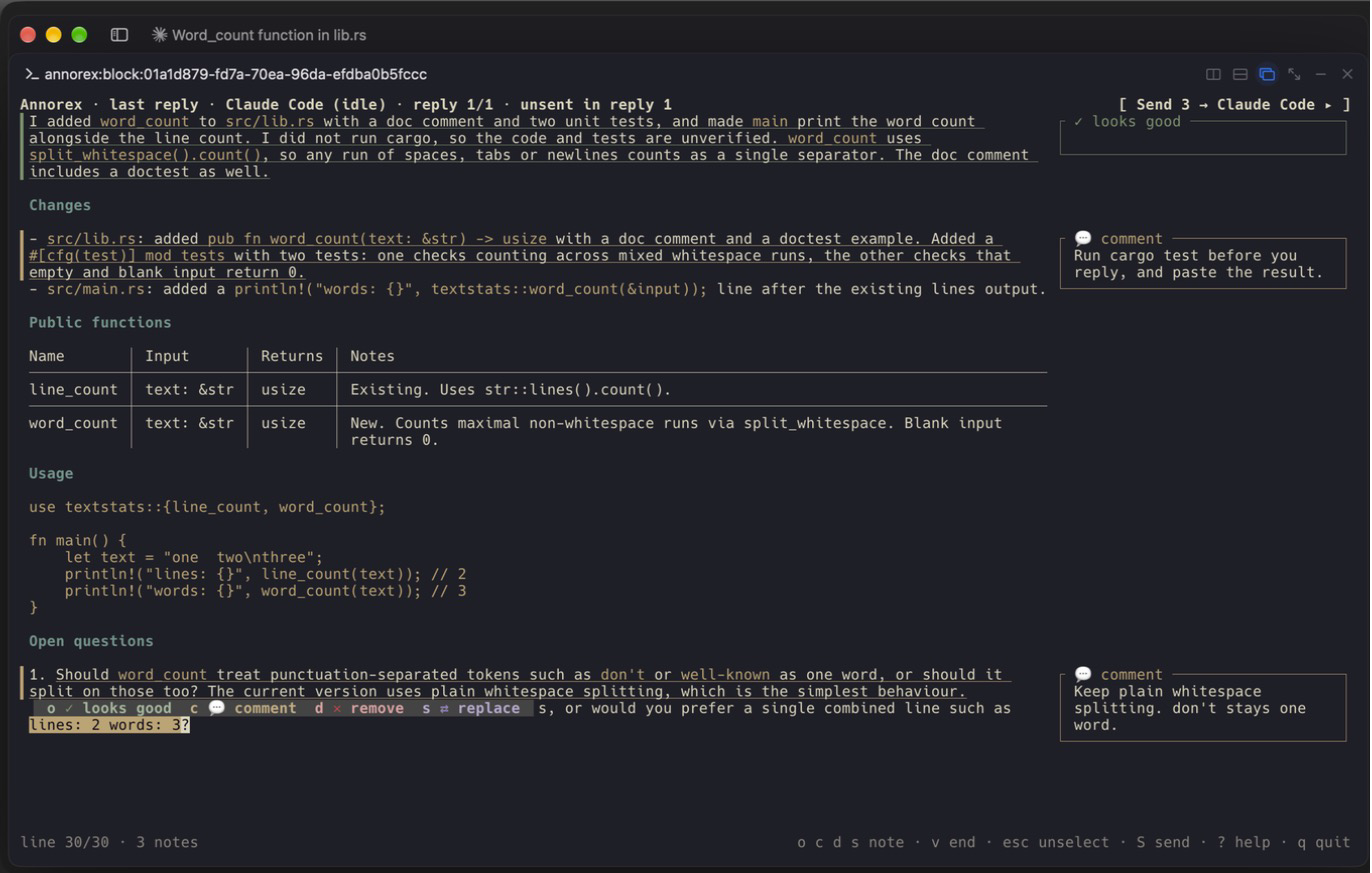 Word_count function in lib.rs
annorex:block:01a1d879-fd7a-70ea-96da-efdba0b5fccc
Annorex · last reply · Claude Code (idle) · reply 1/1 · unsent in reply 1
[ Send 3 → Claude Code ▸ ]
I added word_count to src/lib.rs with a doc comment and two unit tests, and made main print the word count
alongside the line count. I did not run cargo, so the code and tests are unverified. word_count uses
split_whitespace().count(), so any run of spaces, tabs or newlines counts as a single separator. The doc comment
includes a doctest as well.
✓ looks good
Changes
- src/lib.rs: added pub fn word_count(text: &str) -> usize with a doc comment and a doctest example. Added a
#[cfg(test)] mod tests with two tests: one checks counting across mixed whitespace runs, the other checks that
empty and blank input return 0.
- src/main.rs: added a println!("words: {}", textstats::word_count(&input)); line after the existing lines output.
💬 comment
Run cargo test before you
reply, and paste the result.
Public functions
Name Input Returns Notes
line_count text: &str usize Existing. Uses str::lines().count().
word_count text: &str usize New. Counts maximal non-whitespace runs via split_whitespace. Blank input
returns 0.
Usage
use textstats::{line_count, word_count};
fn main() {
    let text = "one  two\nthree";
    println!("lines: {}", line_count(text)); // 2
    println!("words: {}", word_count(text)); // 3
}
Open questions
1. Should word_count treat punctuation-separated tokens such as don't or well-known as one word, or should it
split on those too? The current version uses plain whitespace splitting, which is the simplest behaviour.
o ✓ looks good c 💬 comment d × remove s ⇄ replace s, or would you prefer a single combined line such as
lines: 2 words: 3?
💬 comment
Keep plain whitespace
splitting. don't stays one
word.
line 30/30 · 3 notes
o c d s note · v end · esc unselect · S send · ? help · q quit